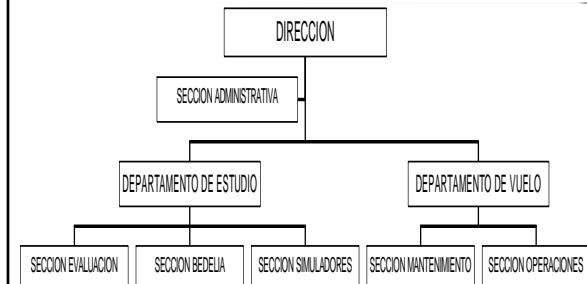 DIRECCION
SECCION ADMINISTRATIVA
DEPARTAMENTO DE ESTUDIO
DEPARTAMENTO DE VUELO
SECCION EVALUACION
SECCION BEDELIA
SECCION SIMULADORES
SECCION MANTENIMIENTO
SECCION OPERACIONES